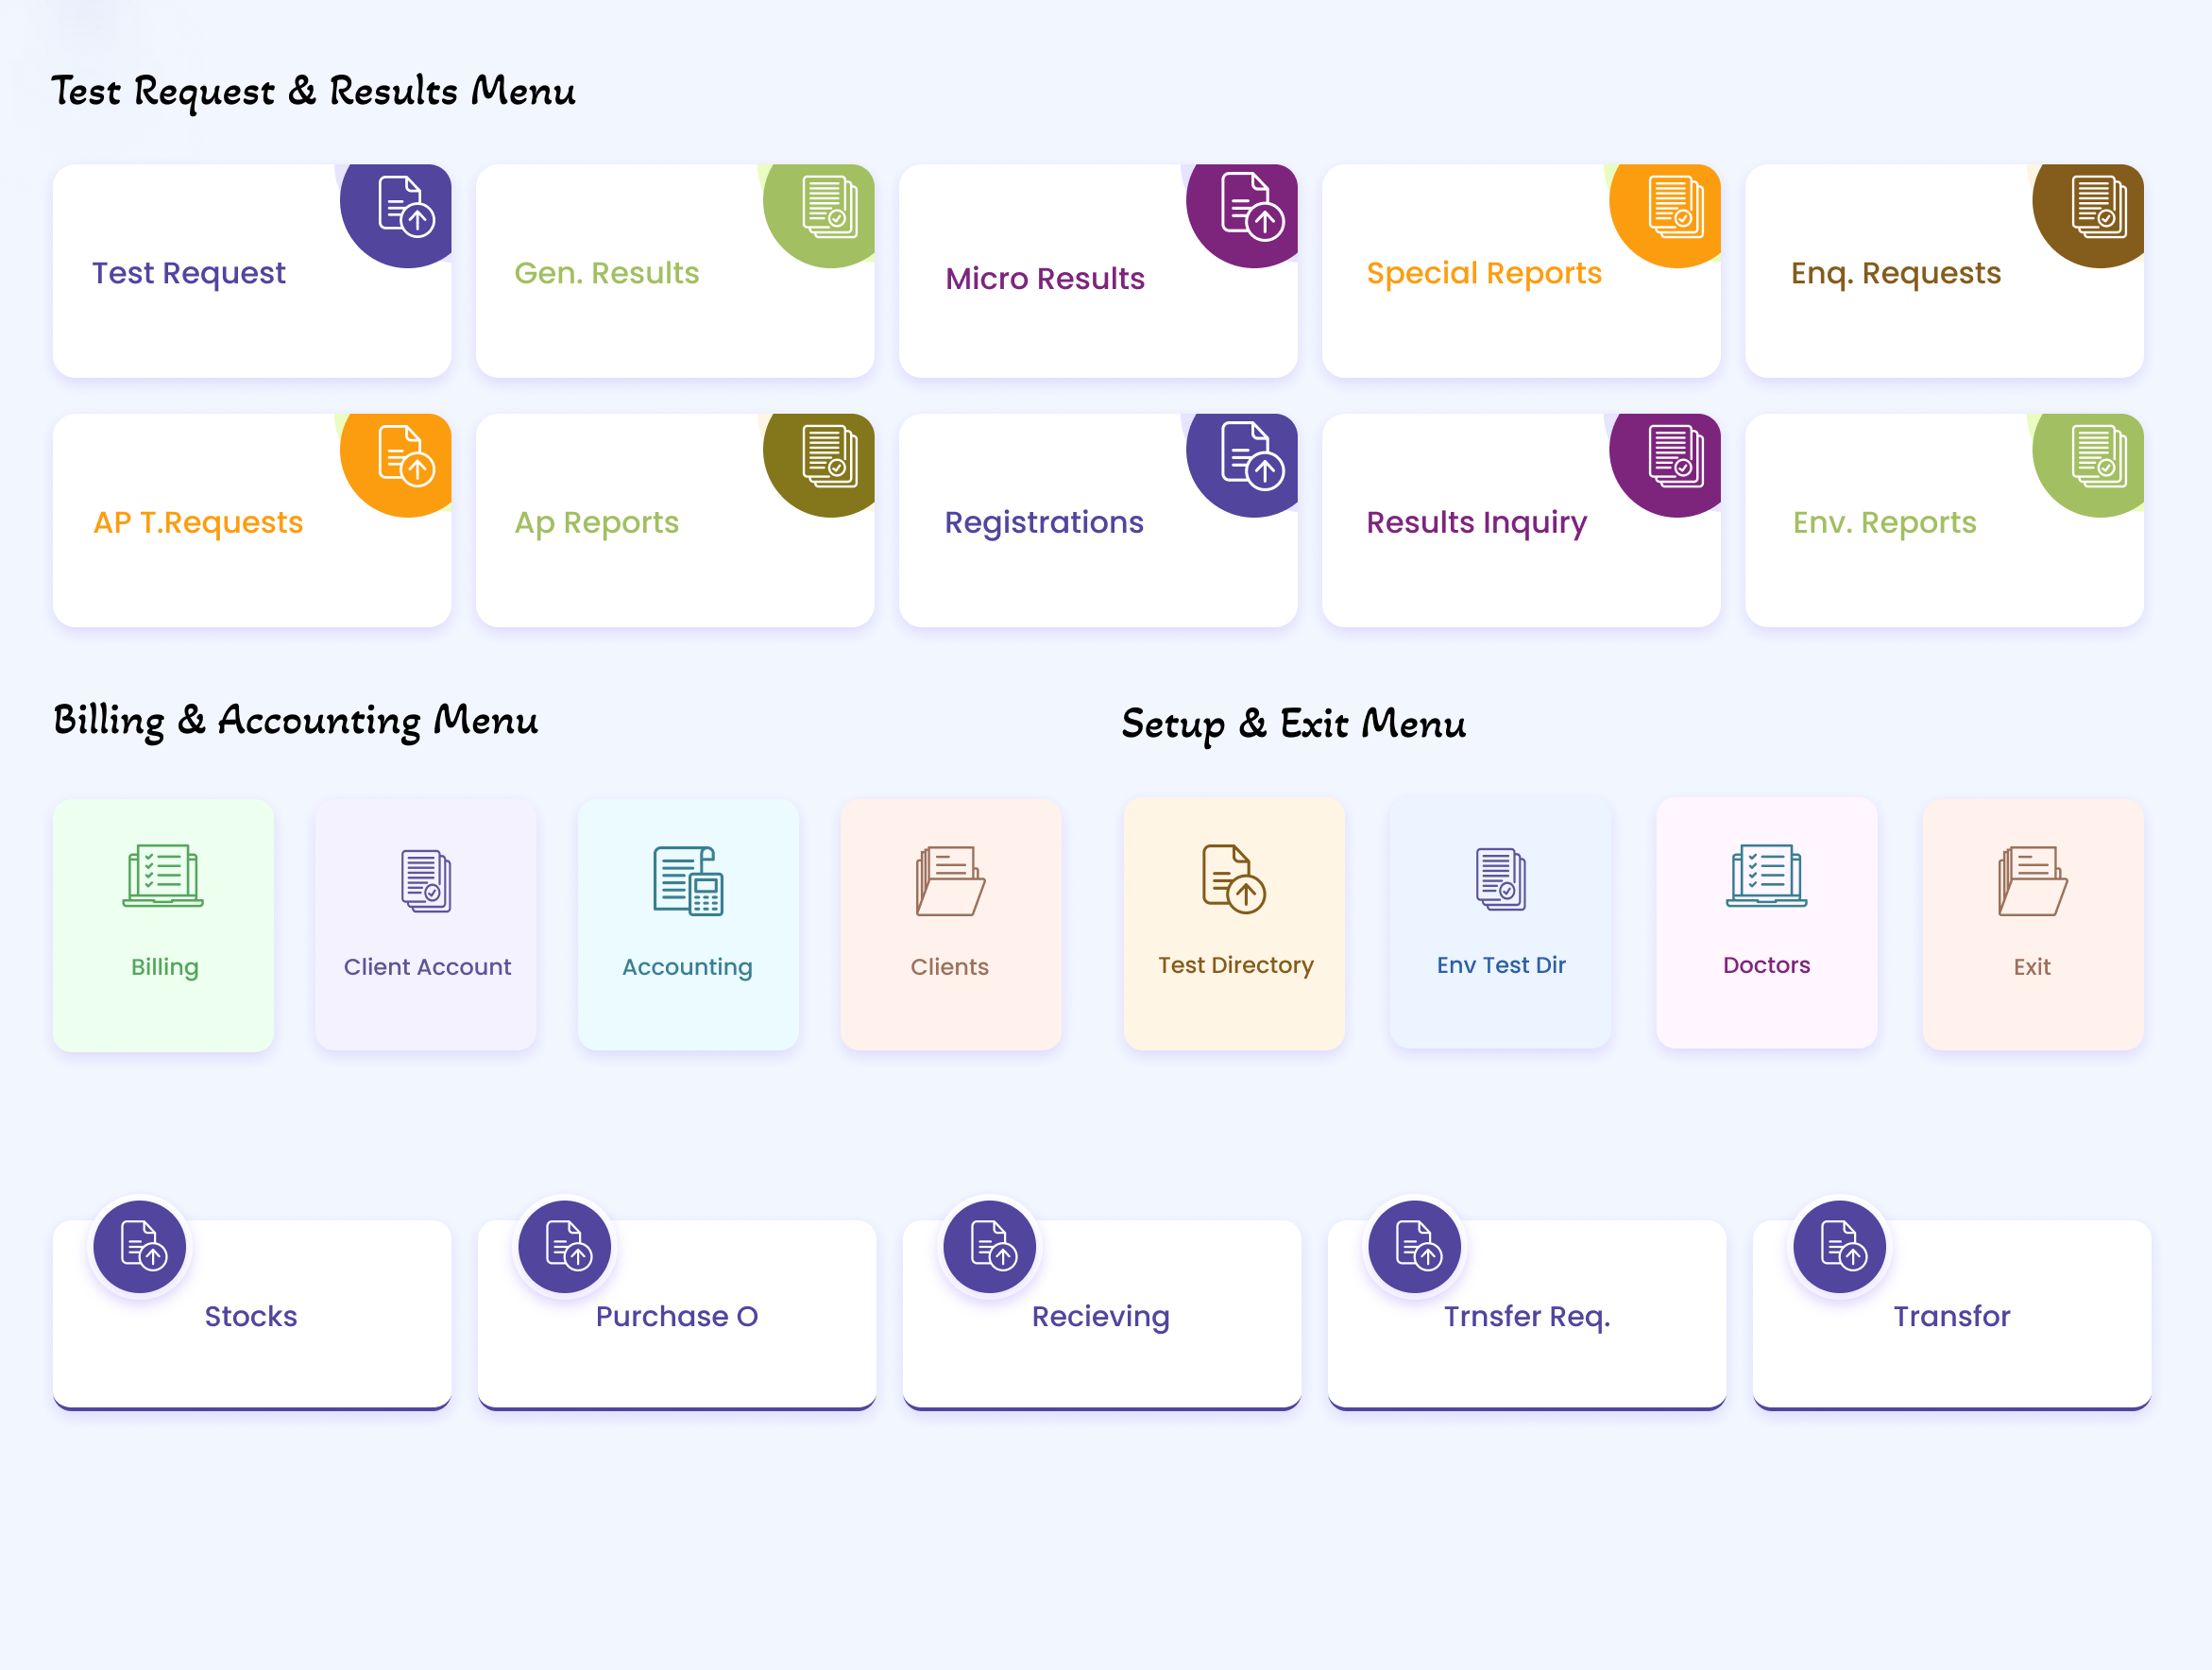 Test Request & Results Menu
Test Request
Gen. Results
Micro Results
Special Reports
Enq. Requests
AP T.Requests
Ap Reports
Registrations
Results Inquiry
Env. Reports
Billing & Accounting Menu
Setup & Exit Menu
Billing
Client Account
Accounting
Clients
Test Directory
Env Test Dir
Doctors
Exit
Stocks
Purchase O
Recieving
Trnsfer Req.
Transfor